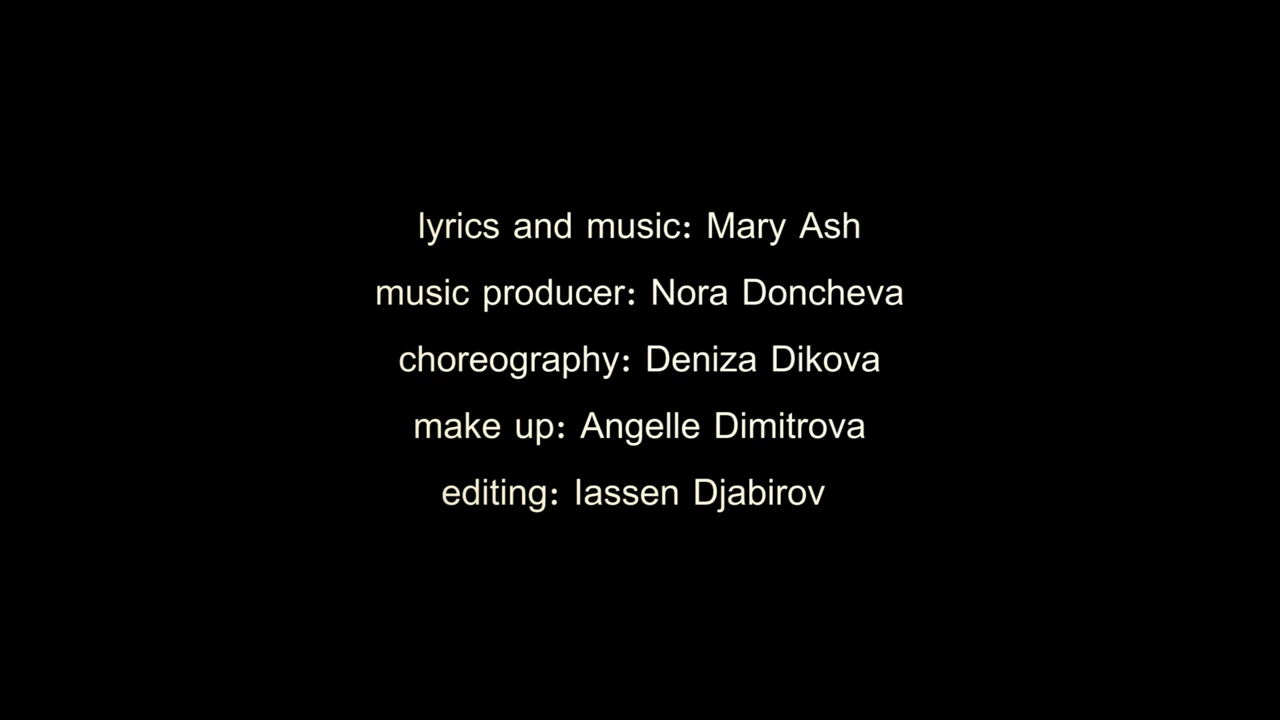 lyrics and music: Mary Ash
music producer: Nora Doncheva
choreography: Deniza Dikova
make up: Angelle Dimitrova
editing: Iassen Djabirov